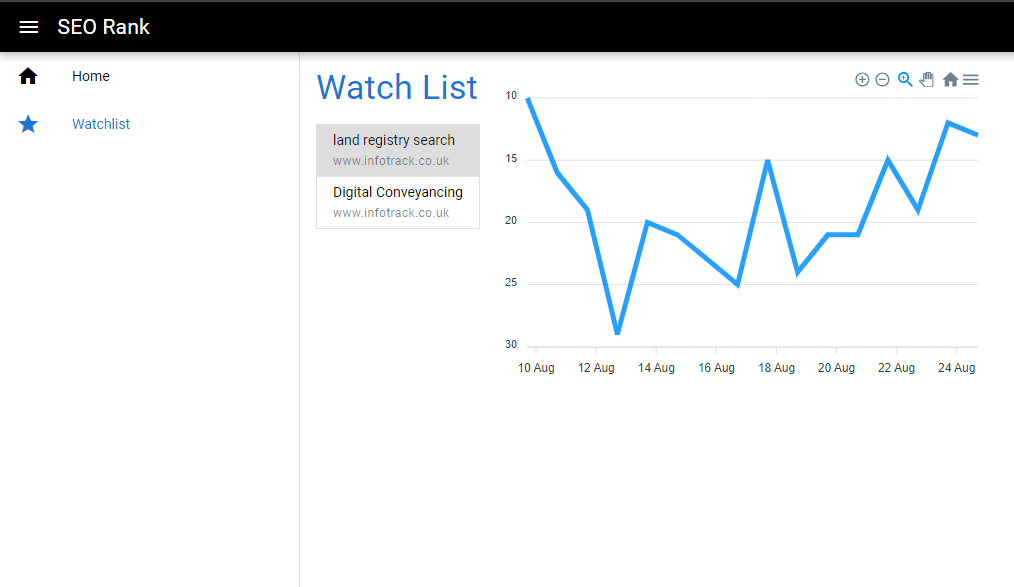 SEO Rank
Home
Watchlist
Watch List
land registry search
www.infotrack.co.uk
Digital Conveyancing
www.infotrack.co.uk
10
15
20
25
30
10 Aug 12 Aug 14 Aug 16 Aug 18 Aug 20 Aug 22 Aug 24 Aug